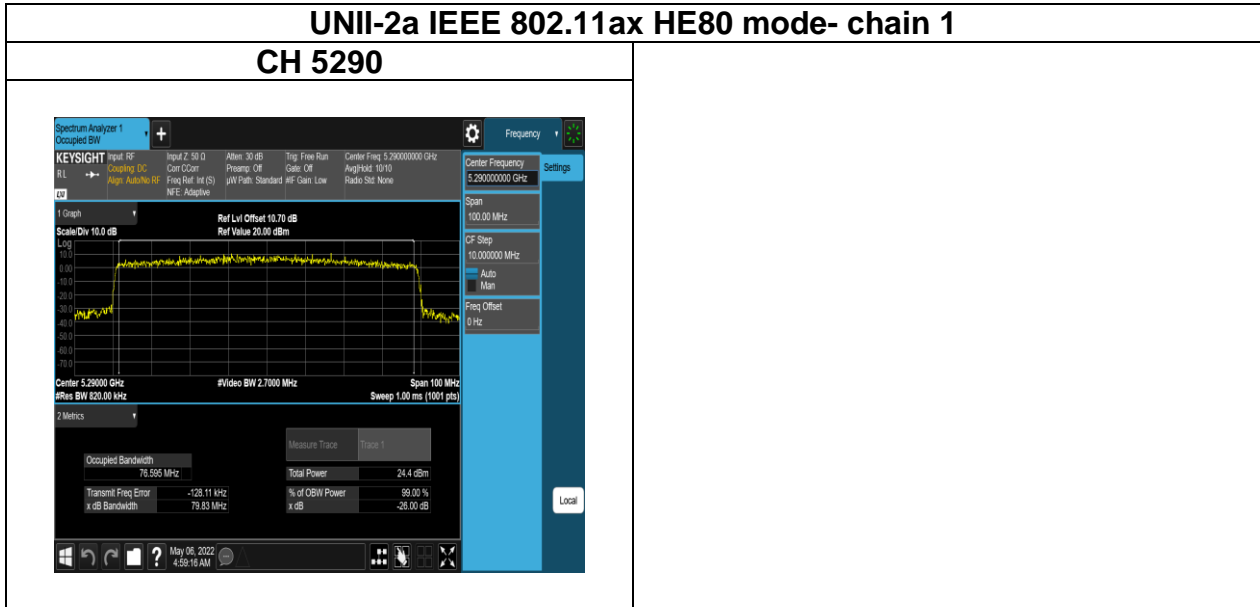 UNII-2a IEEE 802.11ax HE80 mode- chain 1
CH 5290
Spectrum Analyzer 1
Occupied BW
Frequency
KEYSIGHT
Input: RF
Coupling: DC
Align: Auto/No RF
Input Z: 50 Ω
Corr CCorr
Freq Ref: Int (S)
NFE: Adaptive
Atten: 30 dB
Preamp: Off
µW Path: Standard
Trig: Free Run
Gate: Off
#IF Gain: Low
Center Freq: 5.290000000 GHz
Avg|Hold: 10/10
Radio Std: None
RL
LXI
Center Frequency
5.290000000 GHz
Settings
Span
100.00 MHz
CF Step
10.000000 MHz
Auto
Man
Freq Offset
0 Hz
1 Graph
Scale/Div 10.0 dB
Ref Lvl Offset 10.70 dB
Ref Value 20.00 dBm
Log
10.0
0.00
-10.0
-20.0
-30.0
-40.0
-50.0
-60.0
-70.0
Center 5.29000 GHz
#Video BW 2.7000 MHz
Span 100 MHz
#Res BW 820.00 kHz
Sweep 1.00 ms (1001 pts)
2 Metrics
Measure Trace Trace 1
Occupied Bandwidth
76.595 MHz
Total Power 24.4 dBm
Transmit Freq Error -128.11 kHz
% of OBW Power 99.00 %
x dB Bandwidth 79.83 MHz
x dB -26.00 dB
Local
?
May 06, 2022
4:59:16 AM